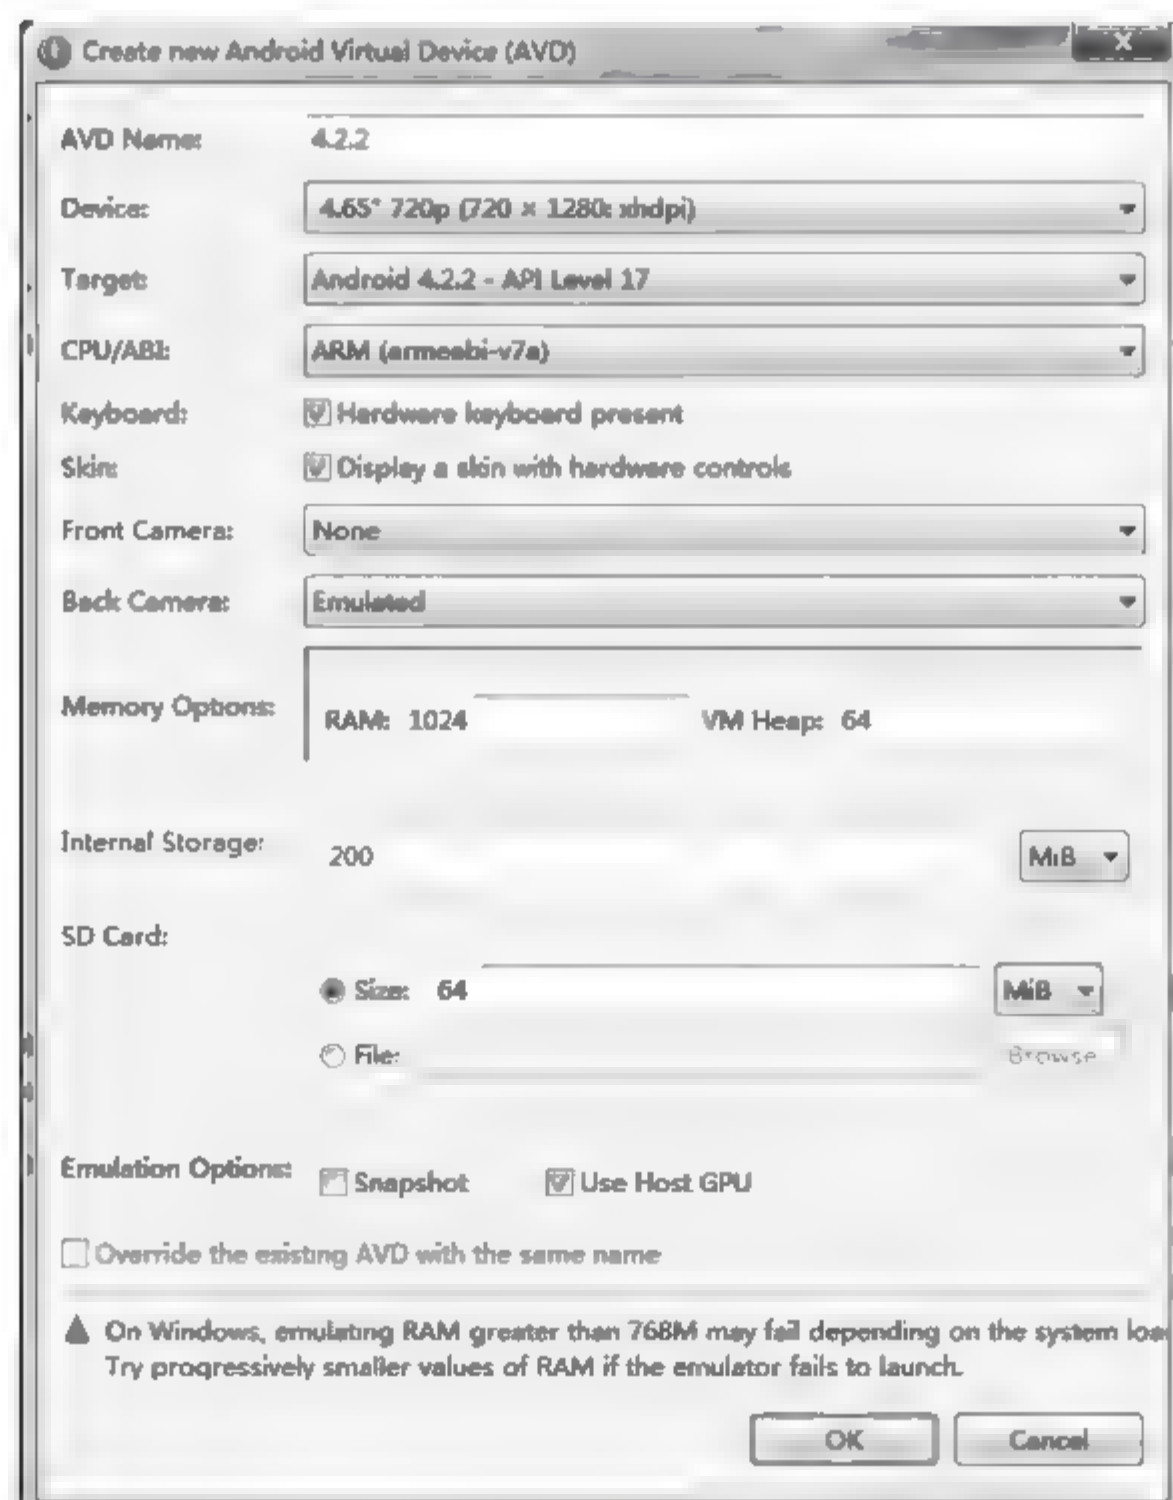 Create new Android Virtual Device (AVD)
X
AVD Name: 4.2.2
Device: 4.65" 720p (720 × 1280: xhdpi)
Target: Android 4.2.2 - API Level 17
CPU/ABI: ARM (armeabi-v7a)
Keyboard: Hardware keyboard present
Skin: Display a skin with hardware controls
Front Camera: None
Back Camera: Emulated
Memory Options: RAM: 1024 VM Heap: 64
Internal Storage: 200 MiB
SD Card:
Size: 64 MiB
File: Browse
Emulation Options: Snapshot Use Host GPU
Override the existing AVD with the same name
On Windows, emulating RAM greater than 768M may fail depending on the system loa
Try progressively smaller values of RAM if the emulator fails to launch.
OK Cancel